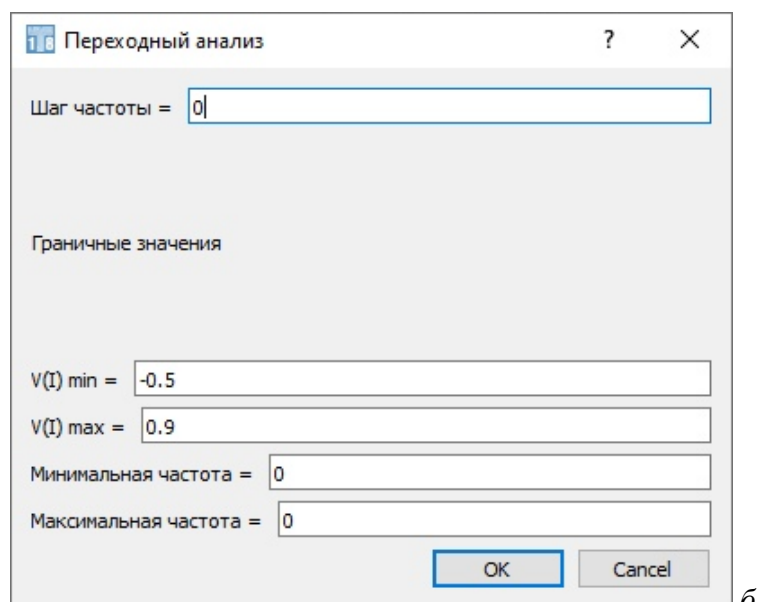 Переходный анализ ?
Шаг частоты = 0
Граничные значения
V(I) min = -0.5
V(I) max = 0.9
Минимальная частота = 0
Максимальная частота = 0
OK Cancel
б